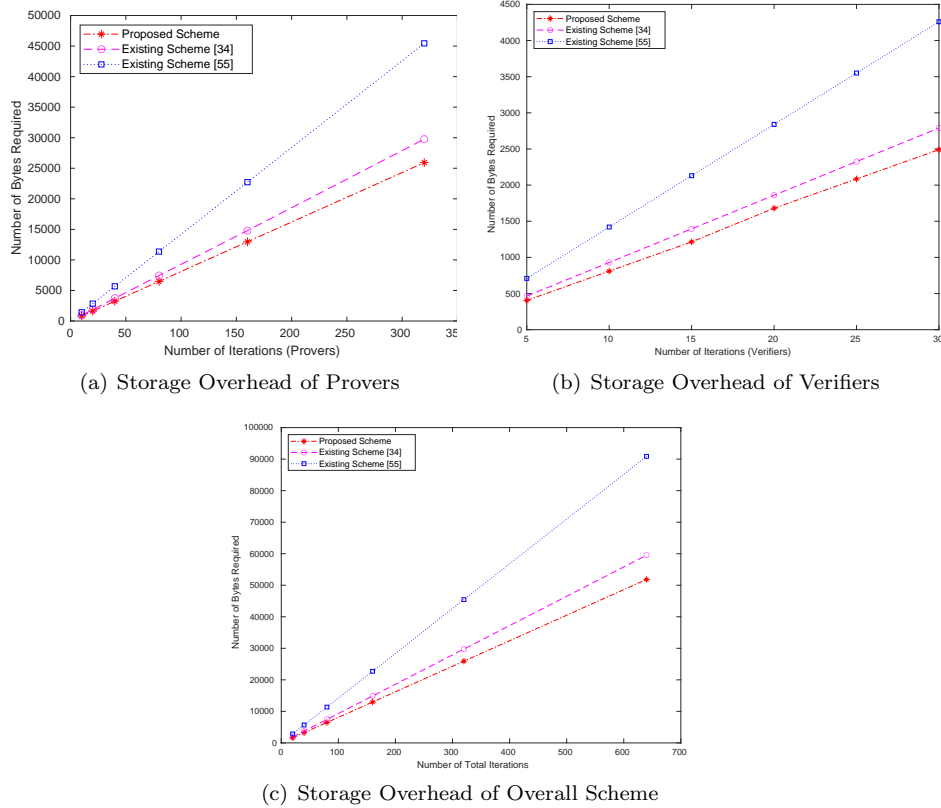 50000
45000
40000
35000
30000
25000
20000
15000
10000
5000
0
Number of Bytes Required
Proposed Scheme
Existing Scheme [34]
Existing Scheme [55]
0 50 100 150 200 250 300 35
Number of Iterations (Provers)
(a) Storage Overhead of Provers
4500
4000
3500
3000
2500
2000
1500
1000
500
0
Number of Bytes Required
Proposed Scheme
Existing Scheme [34]
Existing Scheme [55]
5 10 15 20 25 30
Number of Iterations (Verifiers)
(b) Storage Overhead of Verifiers
100000
90000
80000
70000
60000
50000
40000
30000
20000
10000
0
Number of Bytes Required
Proposed Scheme
Existing Scheme [34]
Existing Scheme [55]
0 100 200 300 400 500 600 700
Number of Total Iterations
(c) Storage Overhead of Overall Scheme